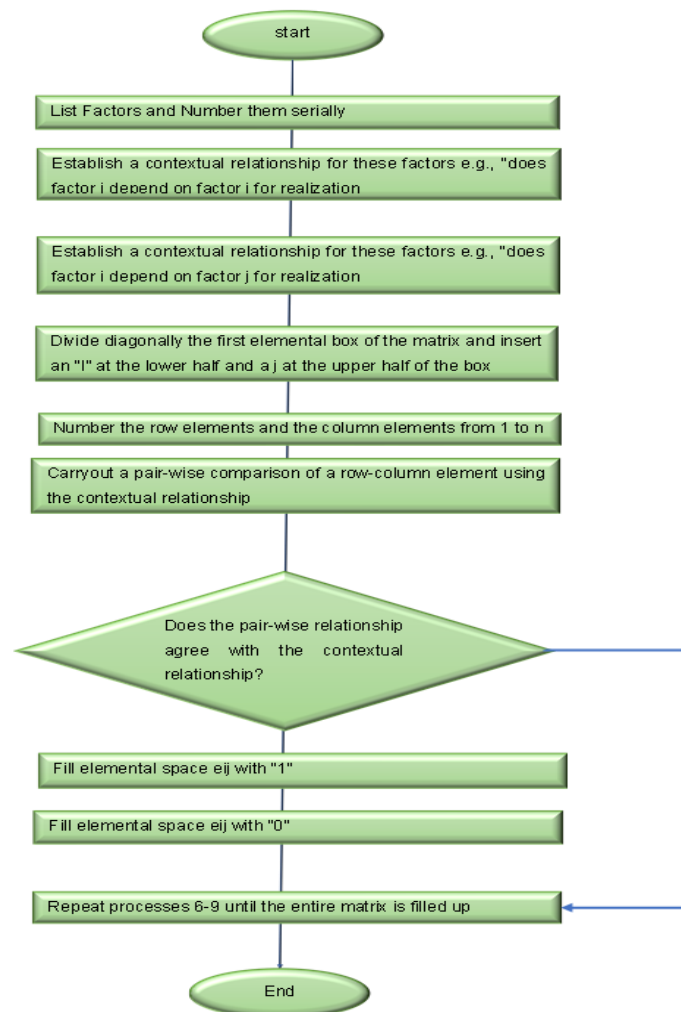 start
List Factors and Number them serially
Establish a contextual relationship for these factors e.g., "does
factor i depend on factor i for realization
Establish a contextual relationship for these factors e.g., "does
factor i depend on factor j for realization
Divide diagonally the first elemental box of the matrix and insert
an "I" at the lower half and a j at the upper half of the box
Number the row elements and the column elements from 1 to n
Carryout a pair-wise comparison of a row-column element using
the contextual relationship
Does the pair-wise relationship
agree with the contextual
relationship?
Fill elemental space eij with "1"
Fill elemental space eij with "0"
Repeat processes 6-9 until the entire matrix is filled up
End